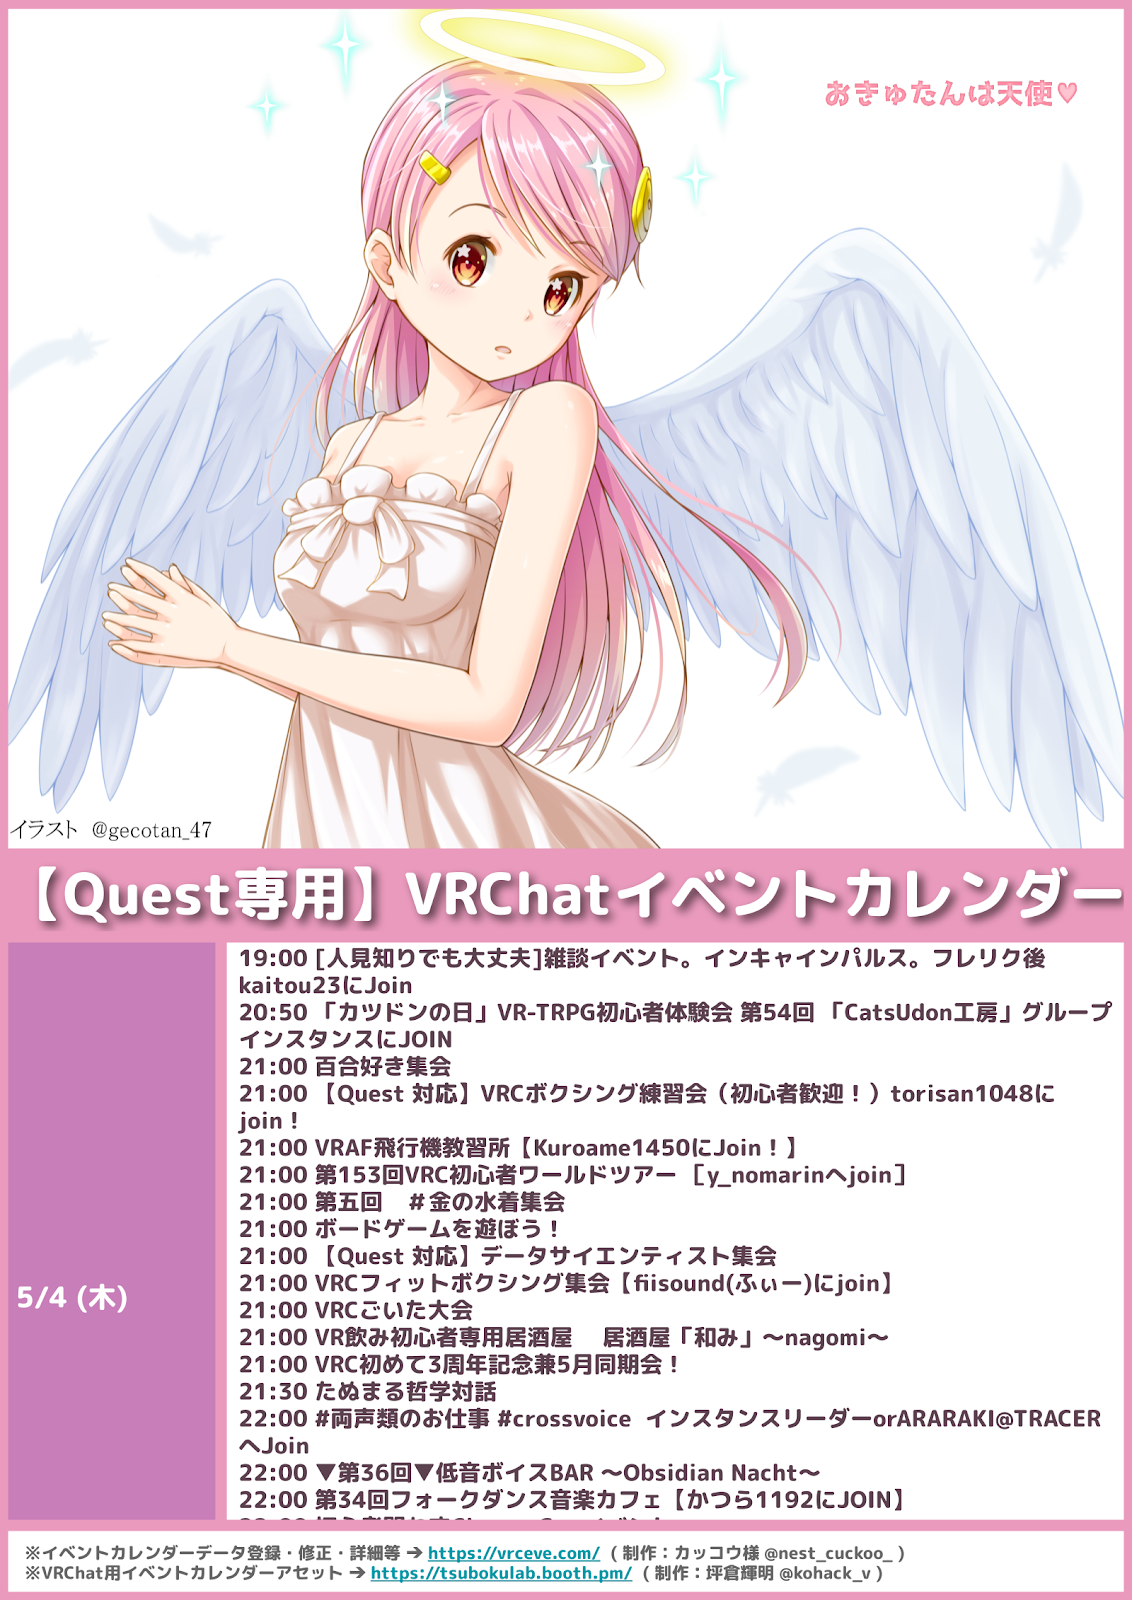 おきゅたんは天使♥
イラスト @gecotan_47
【Quest専用】VRChatイベントカレンダー
5/4 (木)
19:00 [人見知りでも大丈夫]雑談イベント。インキャインパルス。フレリク後
kaitou23にJoin
20:50 「カツドンの日」VR-TRPG初心者体験会 第54回 「CatsUdon工房」グループ
インスタンスにJOIN
21:00 百合好き集会
21:00 【Quest 対応】VRCボクシング練習会（初心者歓迎！）torisan1048に
join！
21:00 VRAF飛行機教習所【Kuroame1450にJoin！】
21:00 第153回VRC初心者ワールドツアー ［y_nomarinへjoin］
21:00 第五回　＃金の水着集会
21:00 ボードゲームを遊ぼう！
21:00 【Quest 対応】データサイエンティスト集会
21:00 VRCフィットボクシング集会【fiisound(ふぃー)にjoin】
21:00 VRCごいた大会
21:00 VR飲み初心者専用居酒屋　居酒屋「和み」～nagomi～
21:00 VRC初めて3周年記念兼5月同期会！
21:30 たぬまる哲学対話
22:00 #両声類のお仕事 #crossvoice インスタンスリーダーorARARAKI@TRACER
へJoin
22:00 ▼第36回▼低音ボイスBAR ～Obsidian Nacht～
22:00 第34回フォークダンス音楽カフェ【かつら1192にJOIN】
※イベントカレンダーデータ登録・修正・詳細等 ➔ https://vrceve.com/ （制作：カッコウ様 @nest_cuckoo_ ）
※VRChat用イベントカレンダーアセット ➔ https://tsubokulab.booth.pm/ （制作：坪倉輝明 @kohack_v ）